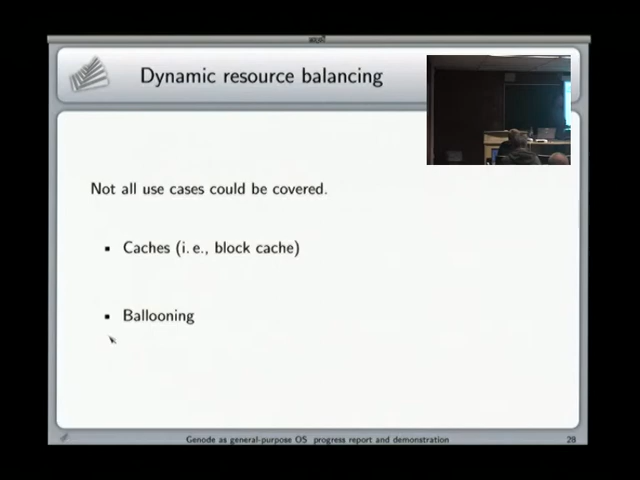 Dynamic resource balancing
Not all use cases could be covered.
▪ Caches (i. e., block cache)
▪ Ballooning
Genode as general-purpose OS progress report and demonstration
28